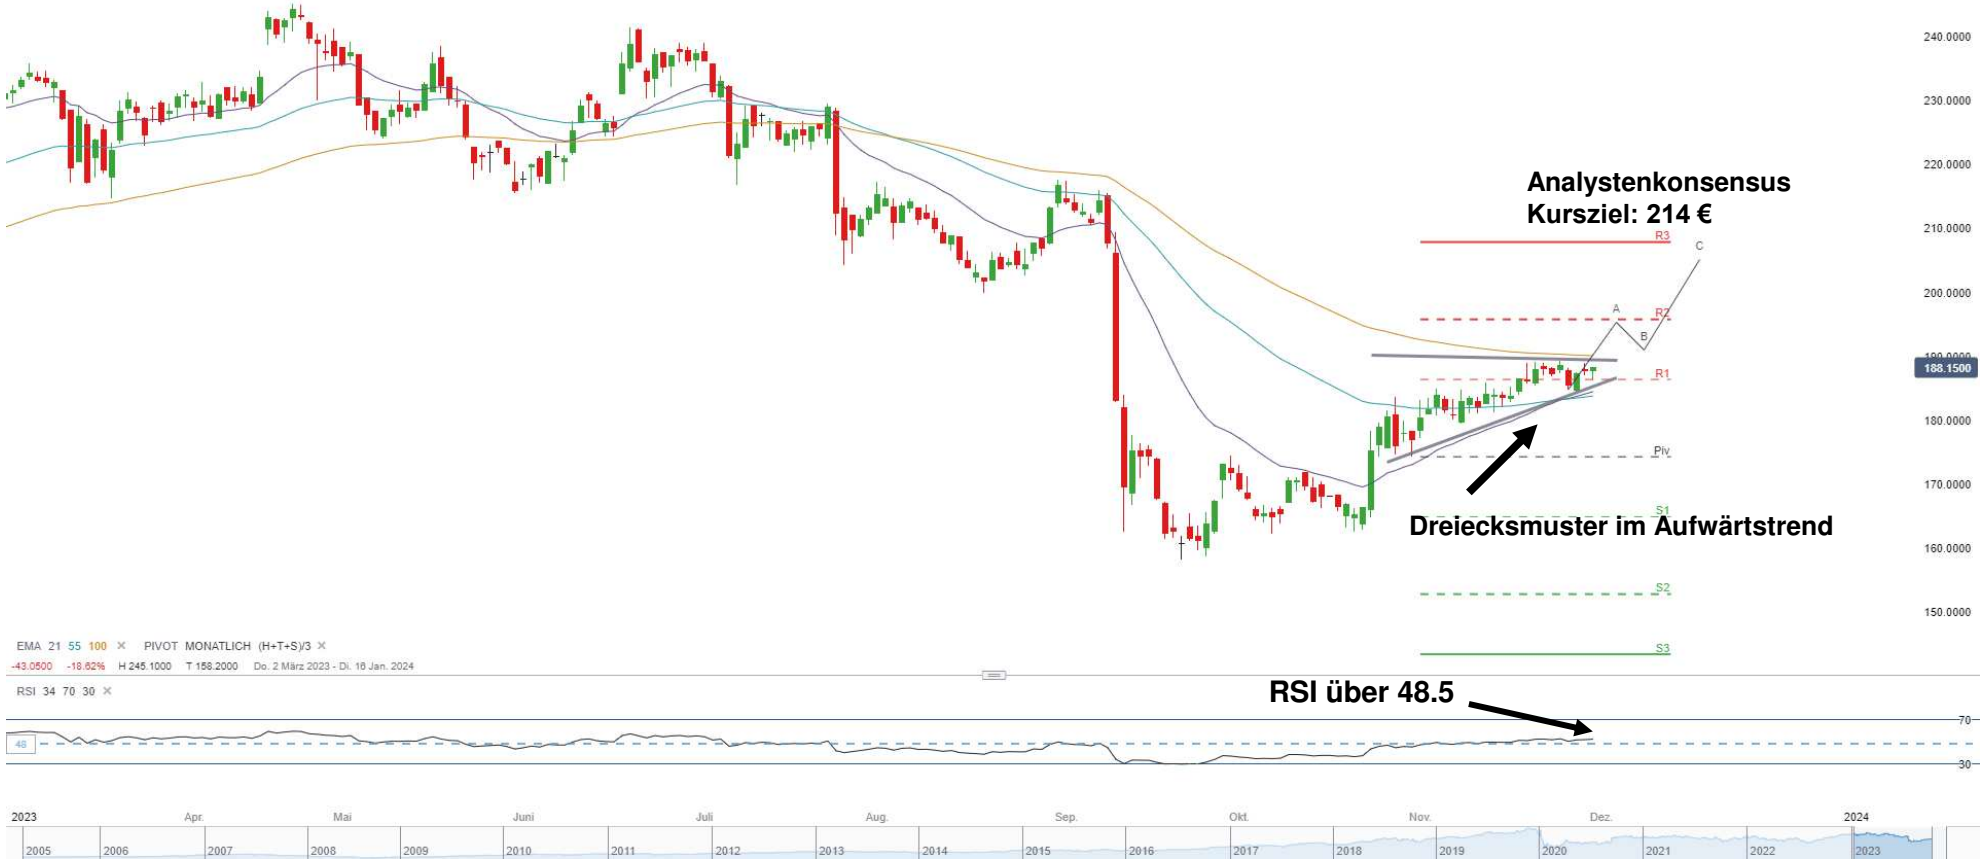 240.0000
230.0000
220.0000
Analystenkonsensus
Kursziel: 214 €
210.0000
R3
C
200.0000
A
R2
B
190.0000
188.1500
R1
180.0000
Piv
170.0000
S1
Dreiecksmuster im Aufwärtstrend
160.0000
S2
150.0000
EMA 21 55 100 × PIVOT MONATLICH (H+T+S)/3 ×
S3
-43.0500 -18.62% H 245.1000 T 158.2000 Do. 2 März 2023 - Di. 16 Jan. 2024
RSI 34 70 30 ×
RSI über 48.5
70
48
30
2023 Apr. Mai Juni Juli Aug. Sep. Okt. Nov. Dez. 2024
2005 2006 2007 2008 2009 2010 2011 2012 2013 2014 2015 2016 2017 2018 2019 2020 2021 2022 2023